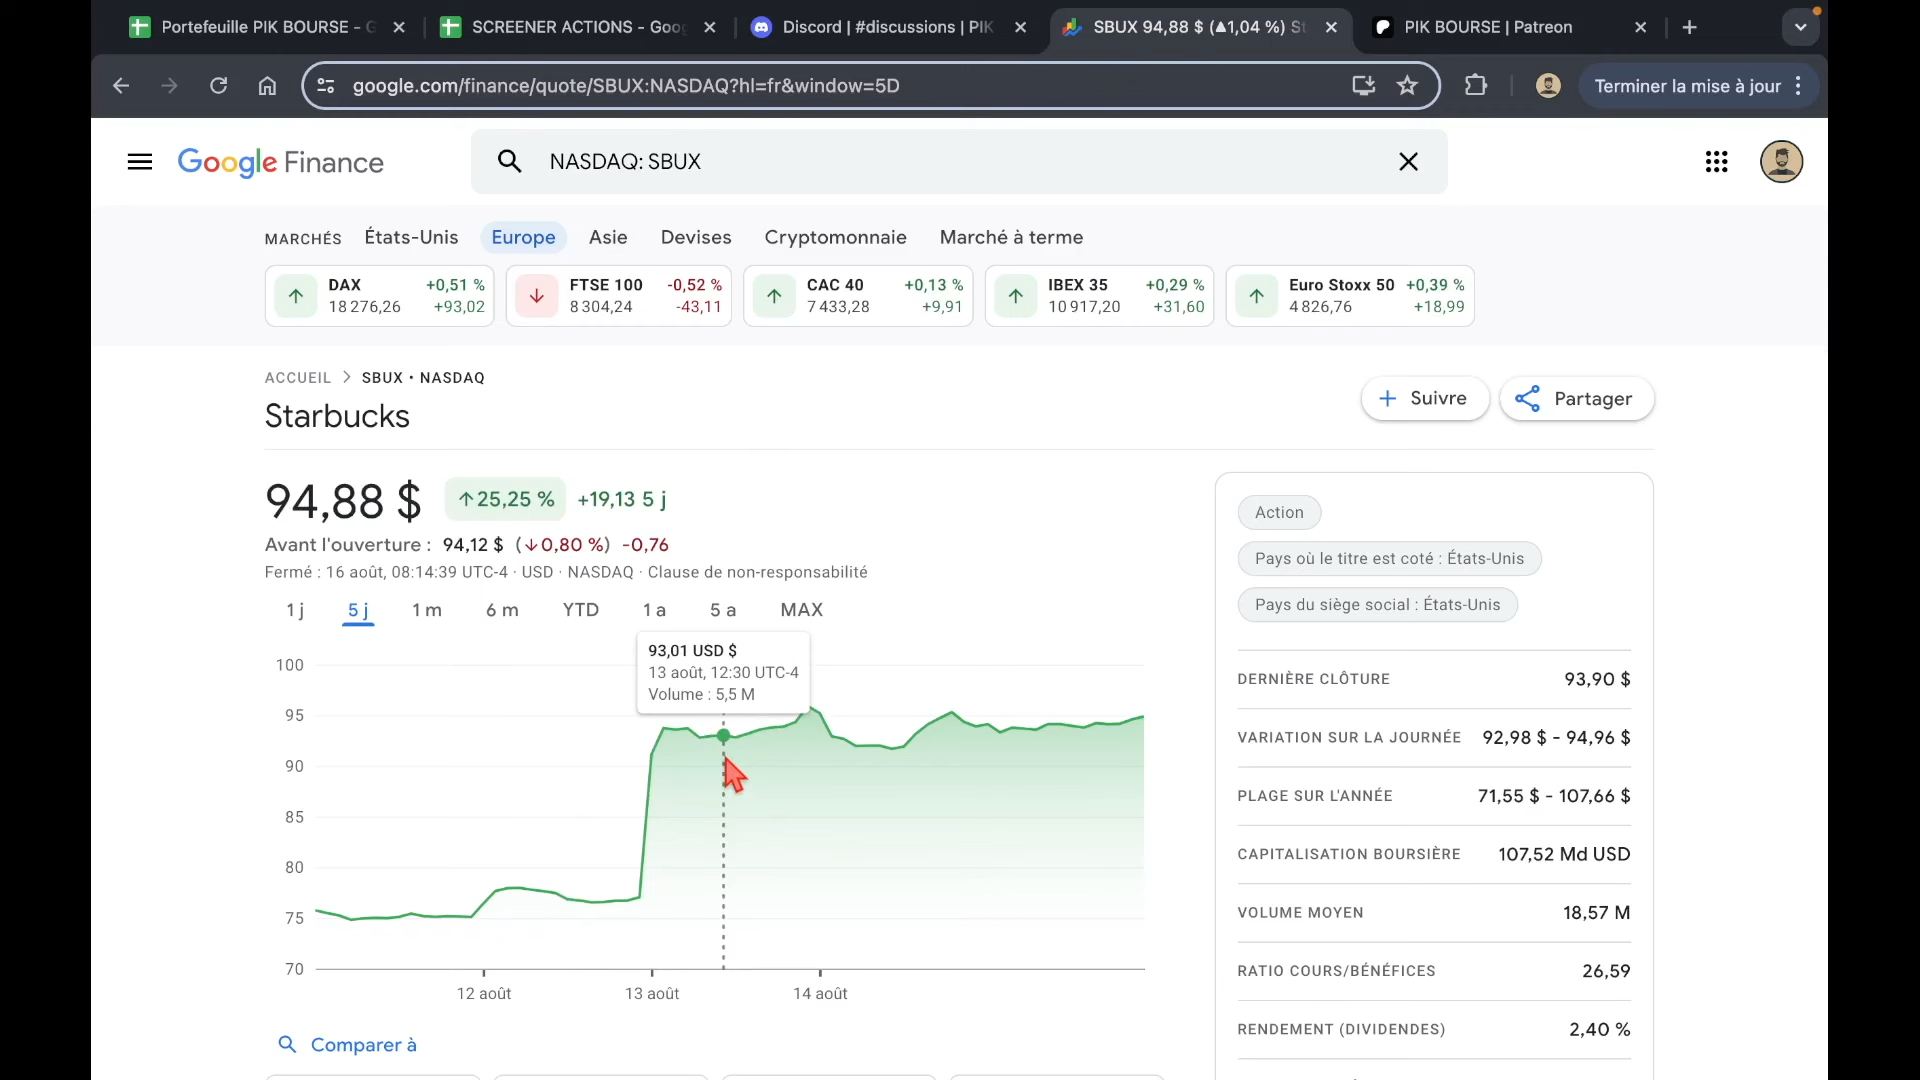 Portefeuille PIK BOURSE - G
SCREENER ACTIONS - Goog
Discord | #discussions | PIK
SBUX 94,88 $ (▲1,04 %) St
PIK BOURSE | Patreon
google.com/finance/quote/SBUX:NASDAQ?hl=fr&window=5D
Terminer la mise à jour
Google Finance
NASDAQ: SBUX
MARCHÉS États-Unis Europe Asie Devises Cryptomonnaie Marché à terme
DAX +0,51 %
18 276,26 +93,02
FTSE 100 -0,52 %
8 304,24 -43,11
CAC 40 +0,13 %
7 433,28 +9,91
IBEX 35 +0,29 %
10 917,20 +31,60
Euro Stoxx 50 +0,39 %
4 826,76 +18,99
ACCUEIL > SBUX • NASDAQ
Starbucks
Suivre
Partager
94,88 $ ↑25,25 % +19,13 5 j
Avant l'ouverture : 94,12 $ (↓0,80 %) -0,76
Fermé : 16 août, 08:14:39 UTC-4 · USD · NASDAQ · Clause de non-responsabilité
1 j 5 j 1 m 6 m YTD 1 a 5 a MAX
93,01 USD $
13 août, 12:30 UTC-4
Volume : 5,5 M
100
95
90
85
80
75
70
12 août 13 août 14 août
Comparer à
Action
Pays où le titre est coté : États-Unis
Pays du siège social : États-Unis
DERNIÈRE CLÔTURE 93,90 $
VARIATION SUR LA JOURNÉE 92,98 $ - 94,96 $
PLAGE SUR L'ANNÉE 71,55 $ - 107,66 $
CAPITALISATION BOURSIÈRE 107,52 Md USD
VOLUME MOYEN 18,57 M
RATIO COURS/BÉNÉFICES 26,59
RENDEMENT (DIVIDENDES) 2,40 %